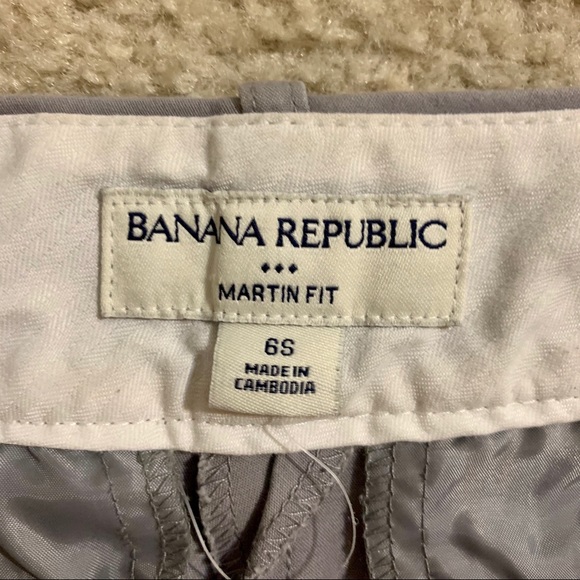 BANANA REPUBLIC
MARTIN FIT
6S
MADE IN
CAMBODIA